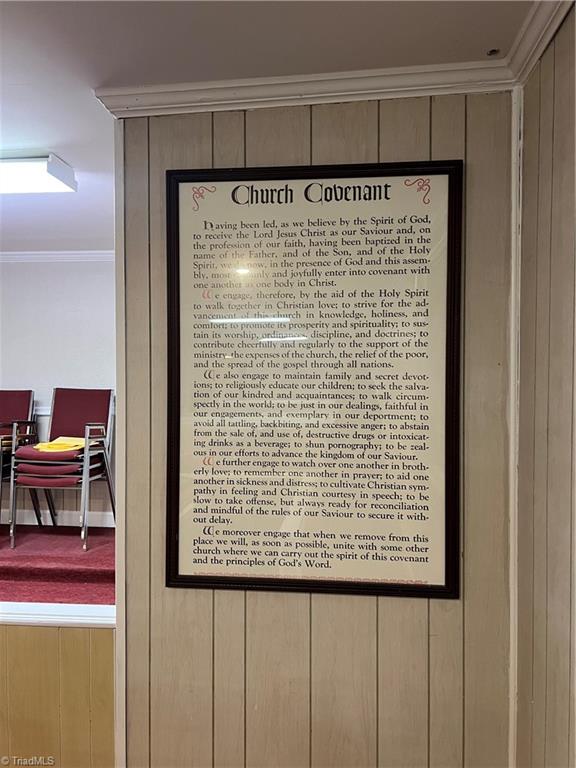 Church Covenant
Having been led, as we believe by the Spirit of God,
to receive the Lord Jesus Christ as our Saviour and, on
the profession of our faith, having been baptized in the
name of the Father, and of the Son, and of the Holy
Spirit, we do now, in the presence of God and this assem-
bly, most solemnly and joyfully enter into covenant with
one another as one body in Christ.
We engage, therefore, by the aid of the Holy Spirit
to walk together in Christian love; to strive for the ad-
vancement of this church in knowledge, holiness, and
comfort; to promote its prosperity and spirituality; to sus-
tain its worship, ordinances, discipline, and doctrines; to
contribute cheerfully and regularly to the support of the
ministry, the expenses of the church, the relief of the poor,
and the spread of the gospel through all nations.
We also engage to maintain family and secret devot-
ions; to religiously educate our children; to seek the salva-
tion of our kindred and acquaintances; to walk circum-
spectly in the world; to be just in our dealings, faithful in
our engagements, and exemplary in our deportment; to
avoid all tattling, backbiting, and excessive anger; to abstain
from the sale of, and use of, destructive drugs or intoxicat-
ing drinks as a beverage; to shun pornography; to be zeal-
ous in our efforts to advance the kingdom of our Saviour.
We further engage to watch over one another in broth-
erly love; to remember one another in prayer; to aid one
another in sickness and distress; to cultivate Christian sym-
pathy in feeling and Christian courtesy in speech; to be
slow to take offense, but always ready for reconciliation
and mindful of the rules of our Saviour to secure it with-
out delay.
We moreover engage that when we remove from this
place we will, as soon as possible, unite with some other
church where we can carry out the spirit of this covenant
and the principles of God's Word.
© TriadMLS